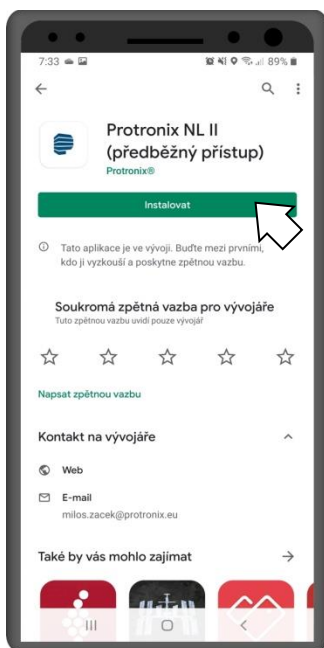 7:33
89%
Protronix NL II
(předběžný přístup)
Protronix®
Instalovat
Tato aplikace je ve vývoji. Buďte mezi prvními,
kdo ji vyzkouší a poskytne zpětnou vazbu.
Soukromá zpětná vazba pro vývojáře
Tuto zpětnou vazbu uvidí pouze vývojář
Napsat zpětnou vazbu
Kontakt na vývojáře
Web
E-mail
milos.zacek@protronix.eu
Také by vás mohlo zajímat